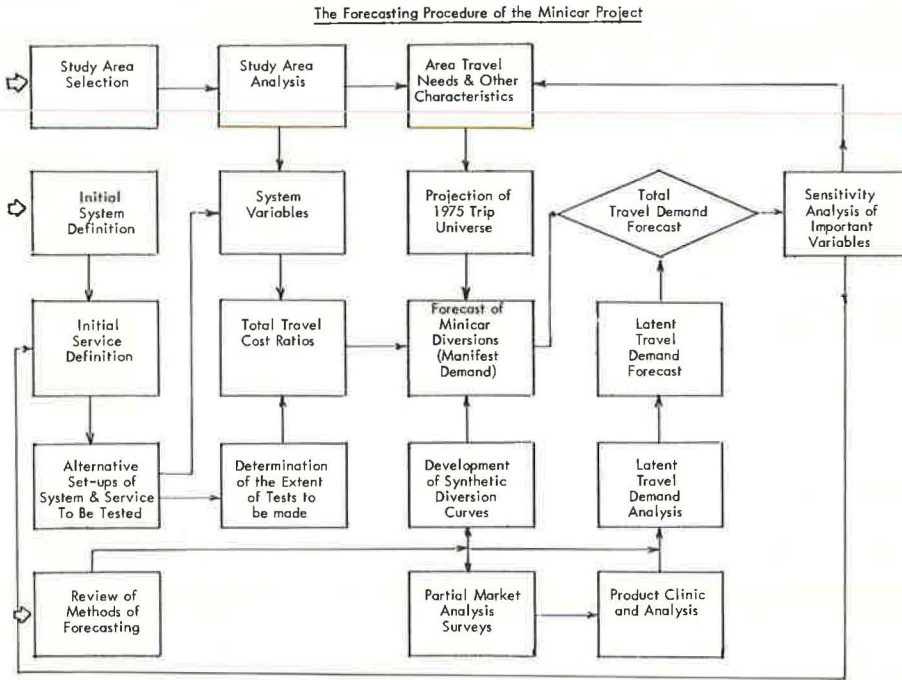 The Forecasting Procedure of the Minicar Project
Study Area
Selection
Study Area
Analysis
Area Travel
Needs & Other
Characteristics
Initial
System
Definition
System
Variables
Projection of
1975 Trip
Universe
Total
Travel Demand
Forecast
Sensitivity
Analysis of
Important
Variables
Initial
Service
Definition
Total Travel
Cost Ratios
Forecast of
Minicar
Diversions
(Manifest
Demand)
Latent
Travel
Demand
Forecast
Alternative
Set-ups of
System & Service
To Be Tested
Determination
of the Extent
of Tests to
be made
Development
of Synthetic
Diversion
Curves
Latent
Travel
Demand
Analysis
Review of
Methods of
Forecasting
Partial Market
Analysis
Surveys
Product Clinic
and Analysis